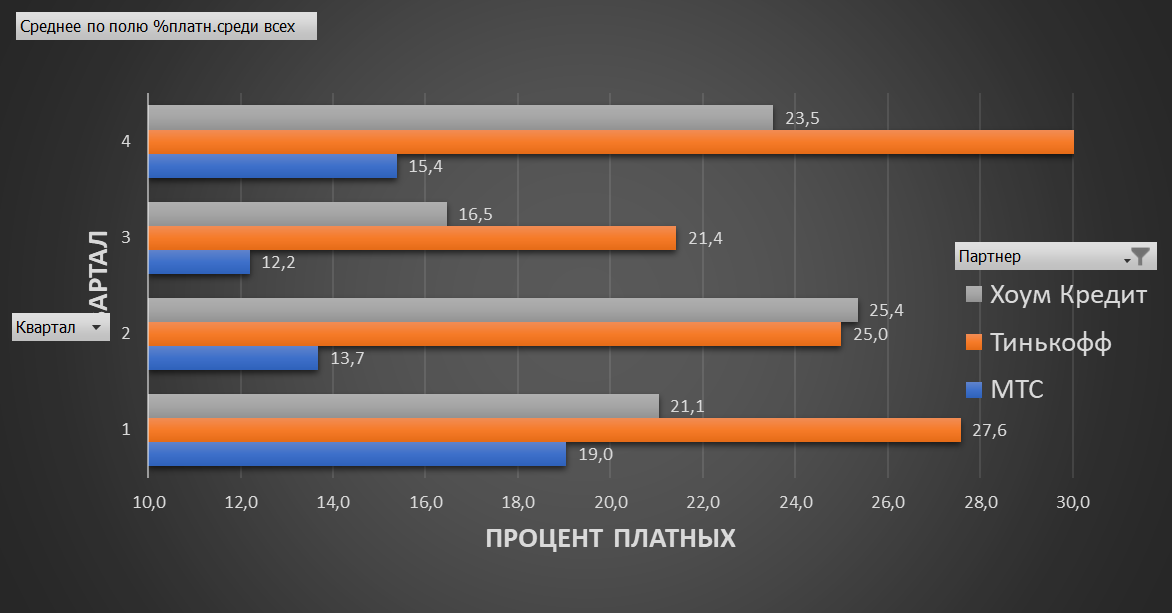 Среднее по полю %платн.среди всех
23,5
4
15,4
16,5
3
21,4
12,2
АРТАЛ
Партнер
Хоум Кредит
25,4
Квартал
2
25,0
Тинькофф
13,7
МТС
21,1
1
27,6
19,0
10,0 12,0 14,0 16,0 18,0 20,0 22,0 24,0 26,0 28,0 30,0
ПРОЦЕНТ ПЛАТНЫХ